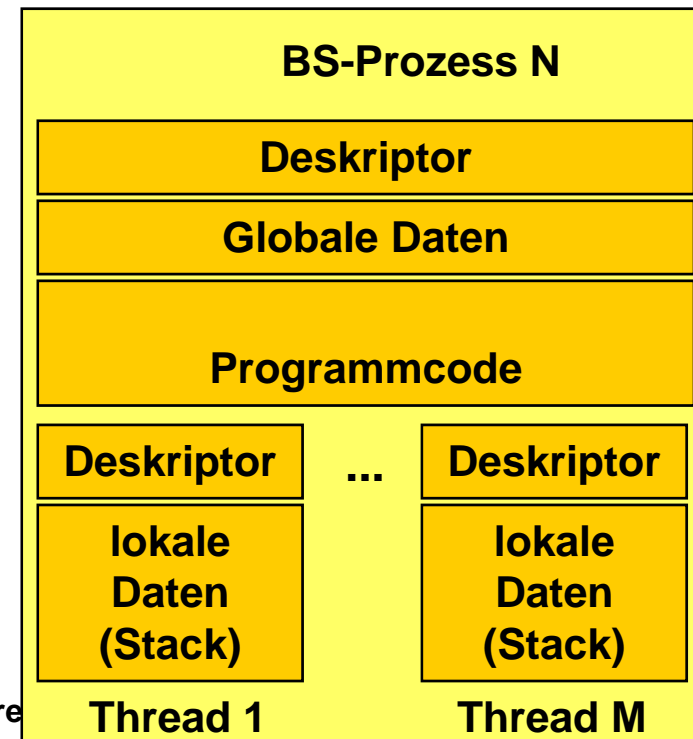 BS-Prozess N
Deskriptor
Globale Daten
Programmcode
Deskriptor ... Deskriptor
lokale lokale
Daten Daten
(Stack) (Stack)
Thread 1 Thread M